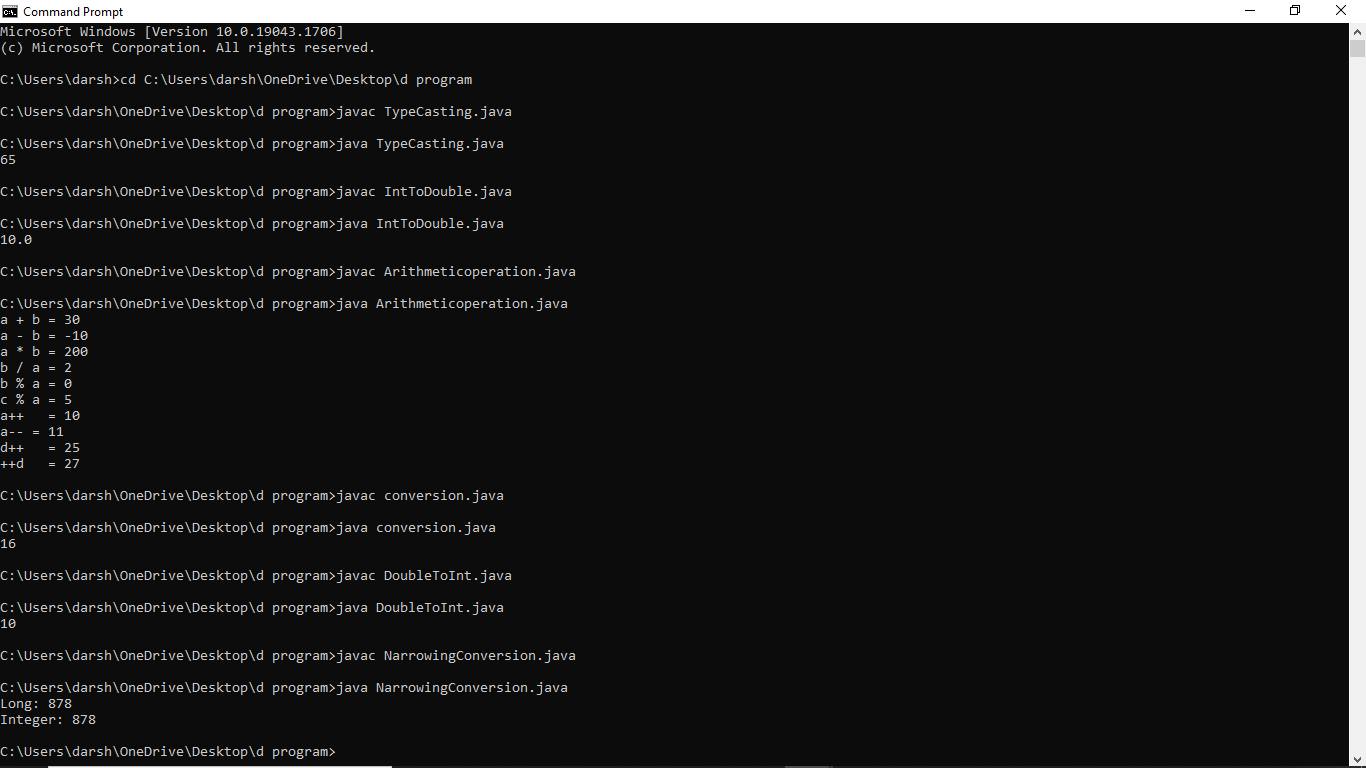 Command Prompt
Microsoft Windows [Version 10.0.19043.1706]
(c) Microsoft Corporation. All rights reserved.
C:\Users\darsh>cd C:\Users\darsh\OneDrive\Desktop\d program
C:\Users\darsh\OneDrive\Desktop\d program>javac TypeCasting.java
C:\Users\darsh\OneDrive\Desktop\d program>java TypeCasting.java
65
C:\Users\darsh\OneDrive\Desktop\d program>javac IntToDouble.java
C:\Users\darsh\OneDrive\Desktop\d program>java IntToDouble.java
10.0
C:\Users\darsh\OneDrive\Desktop\d program>javac Arithmeticoperation.java
C:\Users\darsh\OneDrive\Desktop\d program>java Arithmeticoperation.java
a + b = 30
a - b = -10
a * b = 200
b / a = 2
b % a = 0
c % a = 5
a++   = 10
a-- = 11
d++   = 25
++d   = 27
C:\Users\darsh\OneDrive\Desktop\d program>javac conversion.java
C:\Users\darsh\OneDrive\Desktop\d program>java conversion.java
16
C:\Users\darsh\OneDrive\Desktop\d program>javac DoubleToInt.java
C:\Users\darsh\OneDrive\Desktop\d program>java DoubleToInt.java
10
C:\Users\darsh\OneDrive\Desktop\d program>javac NarrowingConversion.java
C:\Users\darsh\OneDrive\Desktop\d program>java NarrowingConversion.java
Long: 878
Integer: 878
C:\Users\darsh\OneDrive\Desktop\d program>